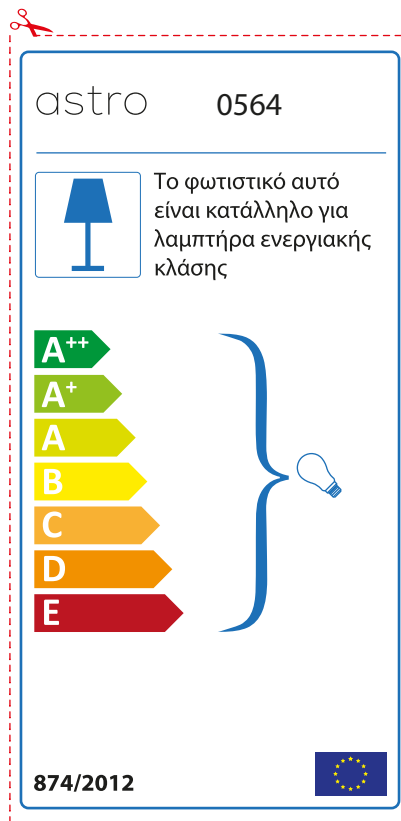 astro 0564
Το φωτιστικό αυτό
είναι κατάλληλο για
λαμπτήρα ενεργιακής
κλάσης
A++
A+
A
B
C
D
E
874/2012